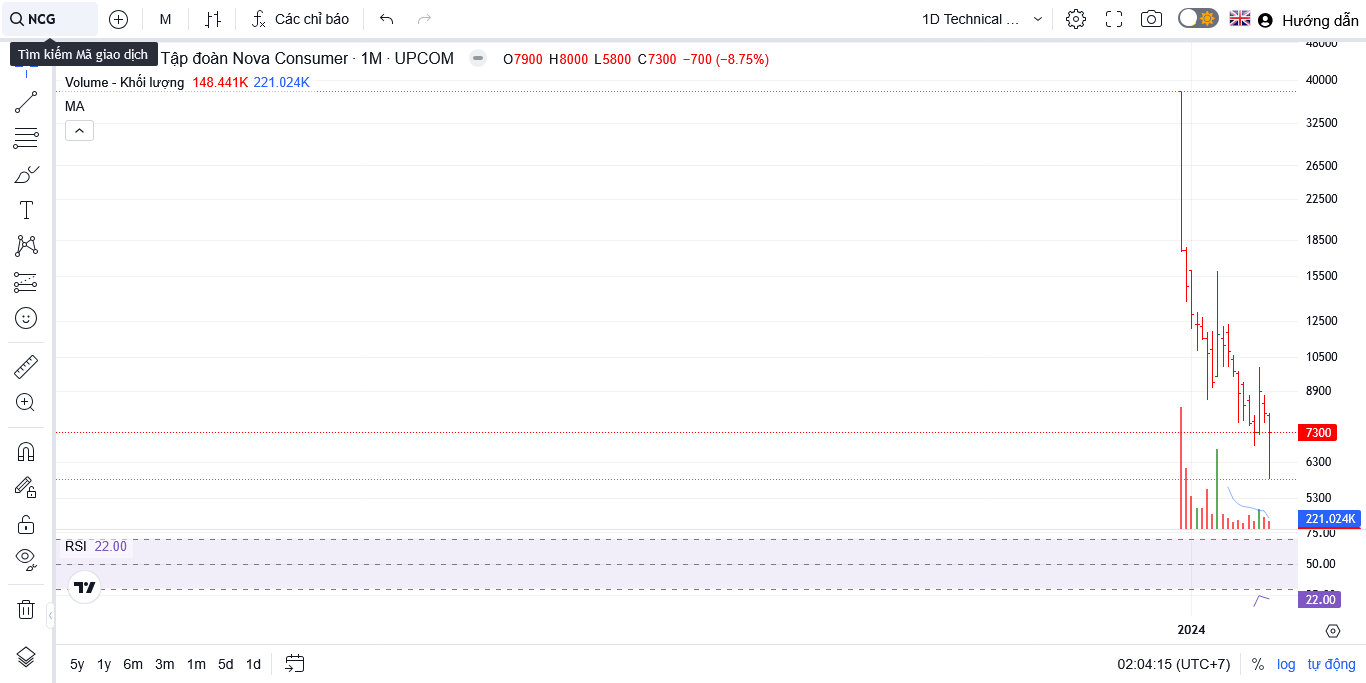 NCG
M
Các chỉ báo
1D Technical ...
Hướng dẫn
Tìm kiếm Mã giao dịch
Tập đoàn Nova Consumer · 1M · UPCOM
O7900 H8000 L5800 C7300 −700 (−8.75%)
Volume - Khối lượng 148.441K 221.024K
MA
48000
40000
32500
26500
22500
18500
15500
12500
10500
8900
7300
6300
5300
221.024K
75.00
RSI 22.00
50.00
22.00
2024
5y 1y 6m 3m 1m 5d 1d
02:04:15 (UTC+7)
% log tự động